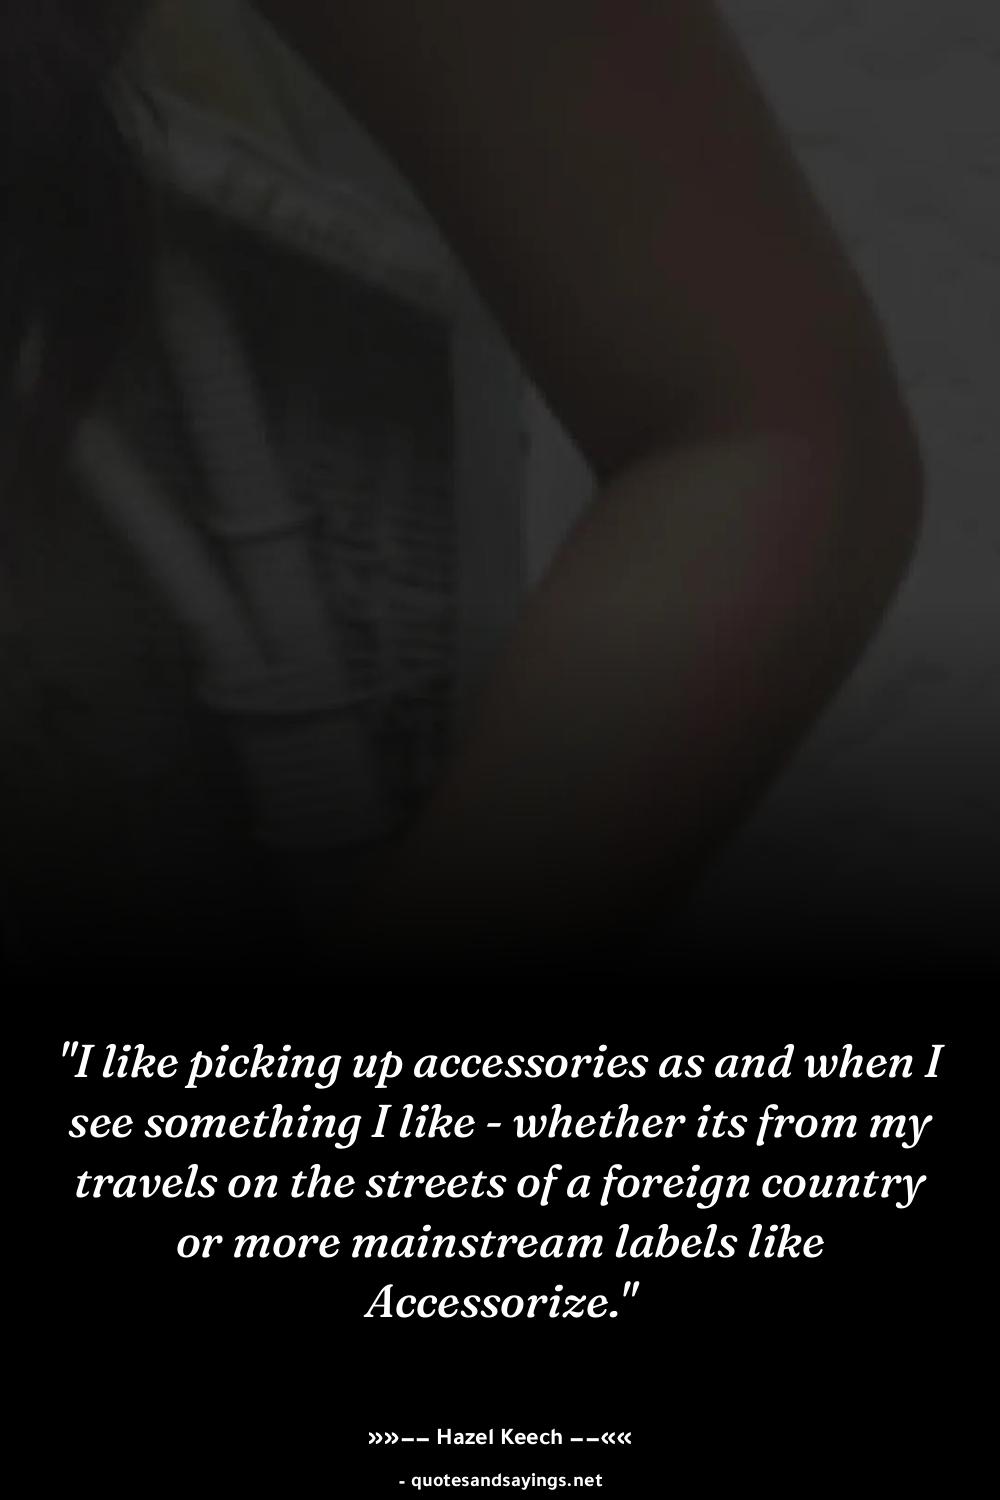 "I like picking up accessories as and when I
see something I like - whether its from my
travels on the streets of a foreign country
or more mainstream labels like
Accessorize."
»»–– Hazel Keech ––««
- quotesandsayings.net